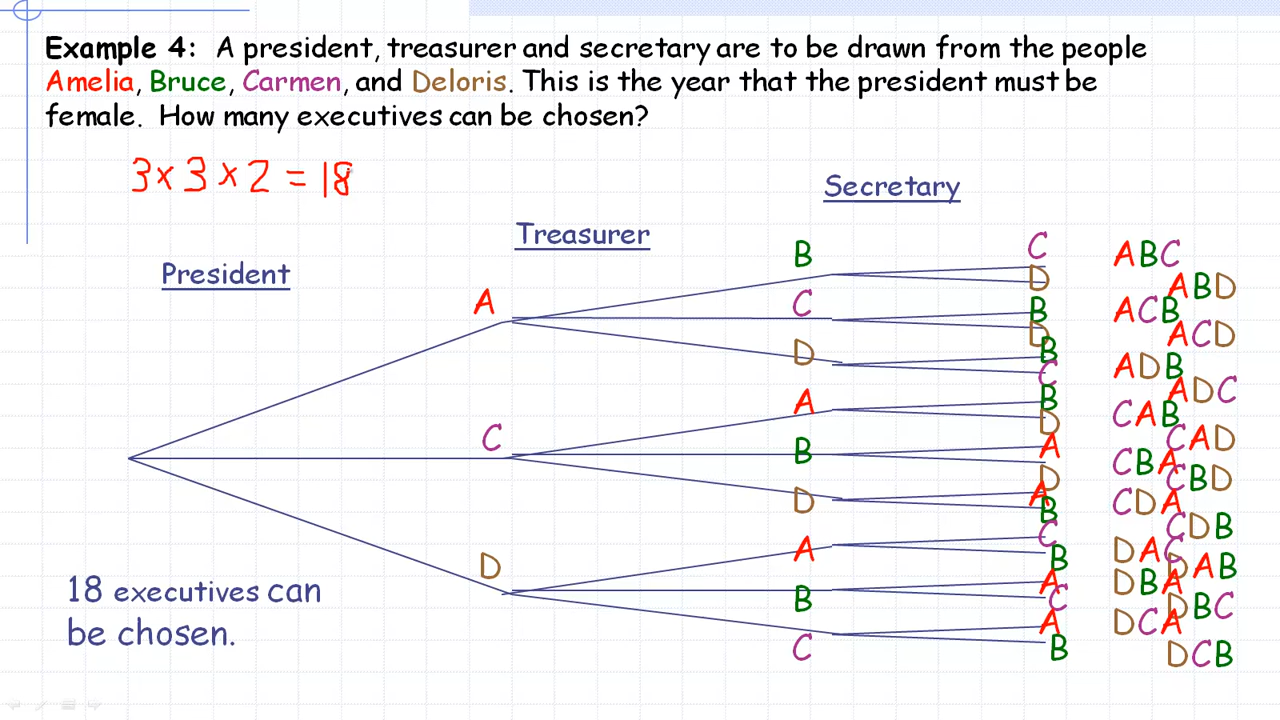 Example 4: A president, treasurer and secretary are to be drawn from the people
Amelia, Bruce, Carmen, and Deloris. This is the year that the president must be
female. How many executives can be chosen?
3 x 3 x 2 = 18
Secretary
Treasurer
President
A
B
C
D
C
A
B
D
D
A
B
C
C
D
B
D
B
C
B
D
A
D
A
B
C
B
A
C
A
B
ABC
ABD
ACB
ACD
ADB
ADC
CAB
CAD
CBA
CBD
CDA
CDB
DAC
DAB
DBA
DBC
DCA
DCB
18 executives can
be chosen.